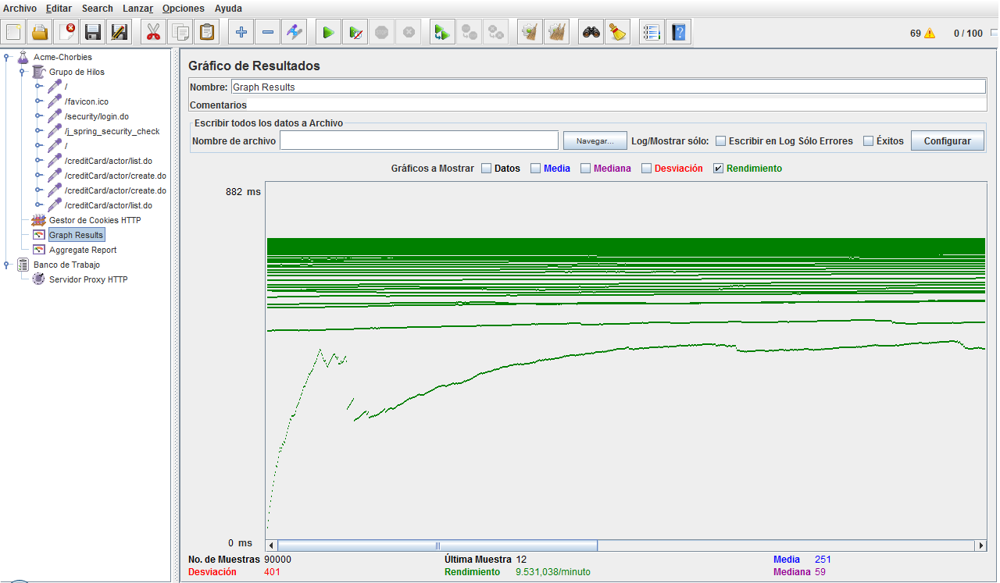 Archivo Editar Search Lanzar Opciones Ayuda
69 0 / 100
Acme-Chorbies
Grupo de Hilos
/
/favicon.ico
/security/login.do
/j_spring_security_check
/
/creditCard/actor/list.do
/creditCard/actor/create.do
/creditCard/actor/create.do
/creditCard/actor/list.do
Gestor de Cookies HTTP
Graph Results
Aggregate Report
Banco de Trabajo
Servidor Proxy HTTP
Gráfico de Resultados
Nombre: Graph Results
Comentarios
Escribir todos los datos a Archivo
Nombre de archivo Navegar... Log/Mostrar sólo: Escribir en Log Sólo Errores Éxitos Configurar
Gráficos a Mostrar Datos Media Mediana Desviación Rendimiento
882 ms
0 ms
No. de Muestras 90000 Última Muestra 12 Media 251
Desviación 401 Rendimiento 9.531,038/minuto Mediana 59